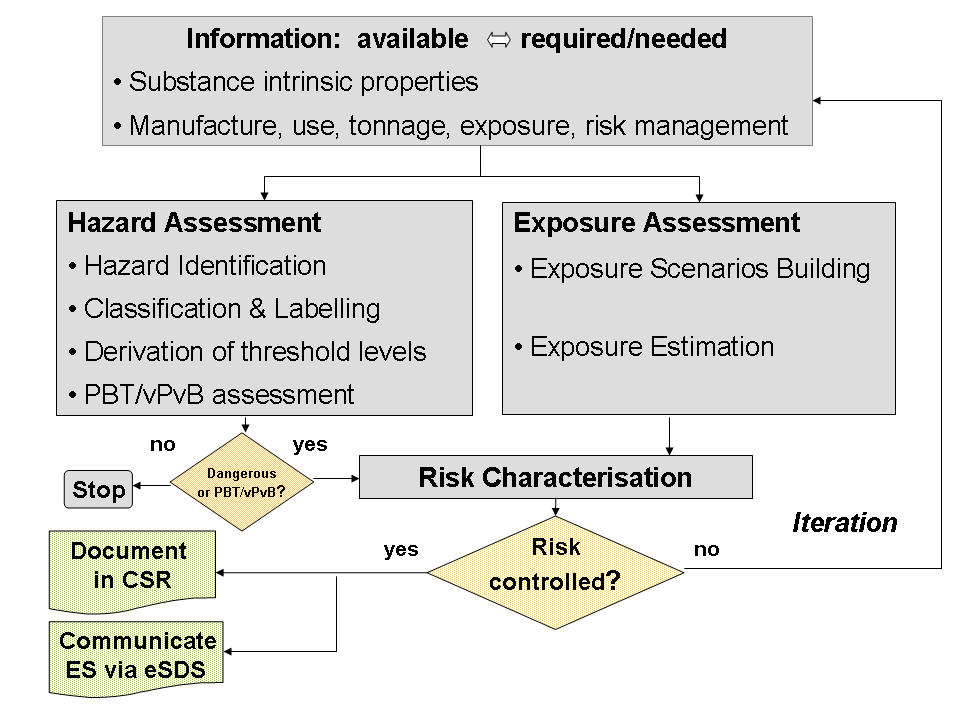 Information: available ⇔ required/needed
• Substance intrinsic properties
• Manufacture, use, tonnage, exposure, risk management
Hazard Assessment
• Hazard Identification
• Classification & Labelling
• Derivation of threshold levels
• PBT/vPvB assessment
Exposure Assessment
• Exposure Scenarios Building
• Exposure Estimation
no
yes
Dangerous
or PBT/vPvB?
Stop
Risk Characterisation
Iteration
Document
in CSR
yes
Risk
controlled?
no
Communicate
ES via eSDS